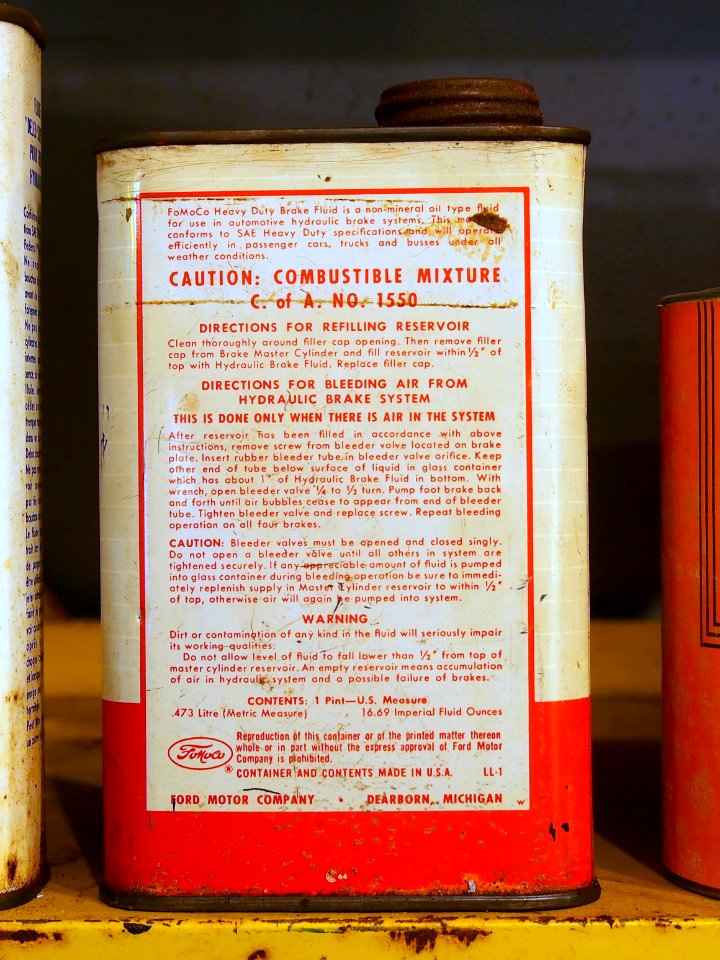 FoMoCo Heavy Duty Brake Fluid is a non-mineral oil type fluid
for use in automotive hydraulic brake systems. This
conforms to SAE Heavy Duty specifications and will operate
efficiently in passenger cars, trucks and busses under all
weather conditions.
CAUTION: COMBUSTIBLE MIXTURE
C. of A. NO. 1550
DIRECTIONS FOR REFILLING RESERVOIR
Clean thoroughly around filler cap opening. Then remove filler
cap from Brake Master Cylinder and fill reservoir within ½" of
top with Hydraulic Brake Fluid. Replace filler cap.
DIRECTIONS FOR BLEEDING AIR FROM
HYDRAULIC BRAKE SYSTEM
THIS IS DONE ONLY WHEN THERE IS AIR IN THE SYSTEM
After reservoir has been filled in accordance with above
instructions, remove screw from bleeder valve located on brake
plate. Insert rubber bleeder tube in bleeder valve orifice. Keep
other end of tube below surface of liquid in glass container
which has about 1" of Hydraulic Brake Fluid in bottom. With
wrench, open bleeder valve ¼ to ½ turn. Pump foot brake back
and forth until air bubbles cease to appear from end of bleeder
tube. Tighten bleeder valve and replace screw. Repeat bleeding
operation on all four brakes.
CAUTION: Bleeder valves must be opened and closed singly.
Do not open a bleeder valve until all others in system are
tightened securely. If any appreciable amount of fluid is pumped
into glass container during bleeding operation be sure to immedi-
ately replenish supply in Master Cylinder reservoir to within ½"
of top, otherwise air will again be pumped into system.
WARNING
Dirt or contamination of any kind in the fluid will seriously impair
its working qualities.
Do not allow level of fluid to fall lower than ½" from top of
master cylinder reservoir. An empty reservoir means accumulation
of air in hydraulic system and a possible failure of brakes.
CONTENTS: 1 Pint—U.S. Measure
.473 Litre (Metric Measure) 16.69 Imperial Fluid Ounces
Reproduction of this container or of the printed matter thereon
whole or in part without the express approval of Ford Motor
Company is prohibited.
FoMoCo ®
CONTAINER AND CONTENTS MADE IN U.S.A. LL-1
FORD MOTOR COMPANY • DEARBORN, MICHIGAN W
64